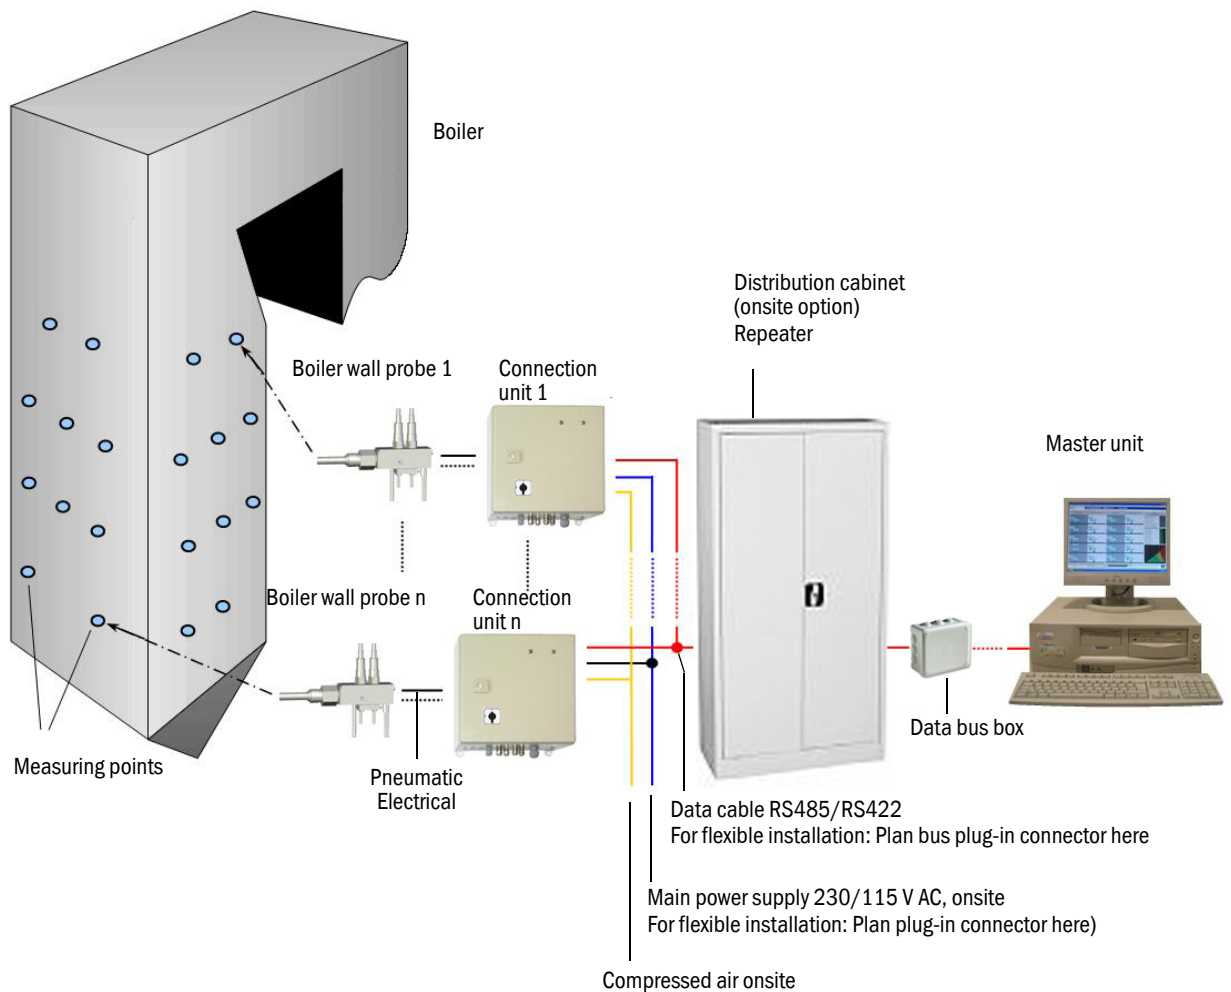 Boiler
Distribution cabinet
(onsite option)
Repeater
Boiler wall probe 1
Connection
unit 1
Master unit
Boiler wall probe n
Connection
unit n
Data bus box
Measuring points
Pneumatic
Electrical
Data cable RS485/RS422
For flexible installation: Plan bus plug-in connector here
Main power supply 230/115 V AC, onsite
For flexible installation: Plan plug-in connector here)
Compressed air onsite